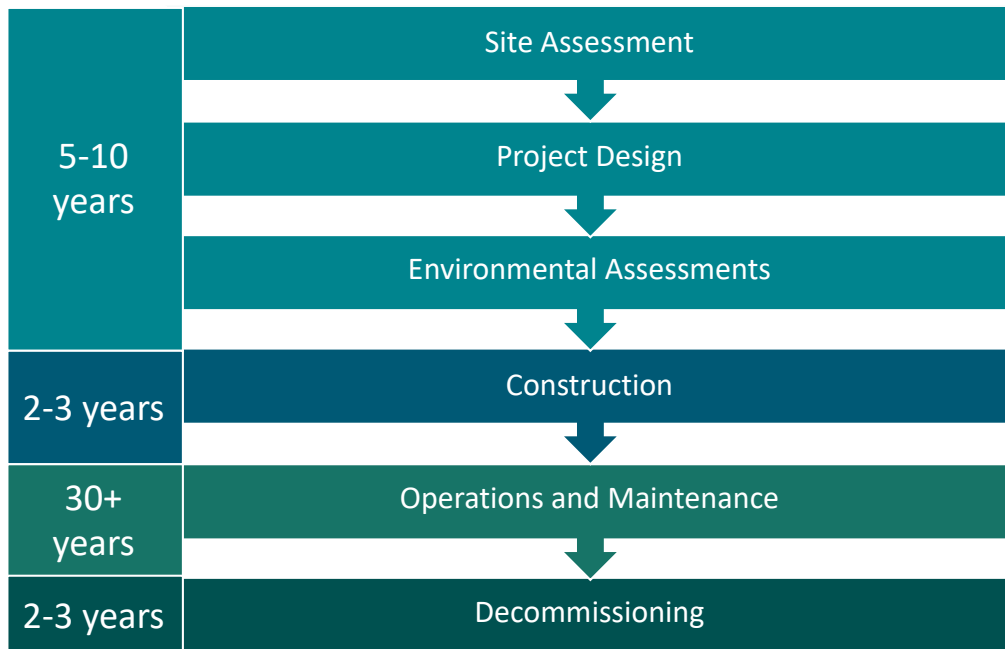 Site Assessment
5-10
years
Project Design
Environmental Assessments
2-3 years
Construction
30+
years
Operations and Maintenance
2-3 years
Decommissioning